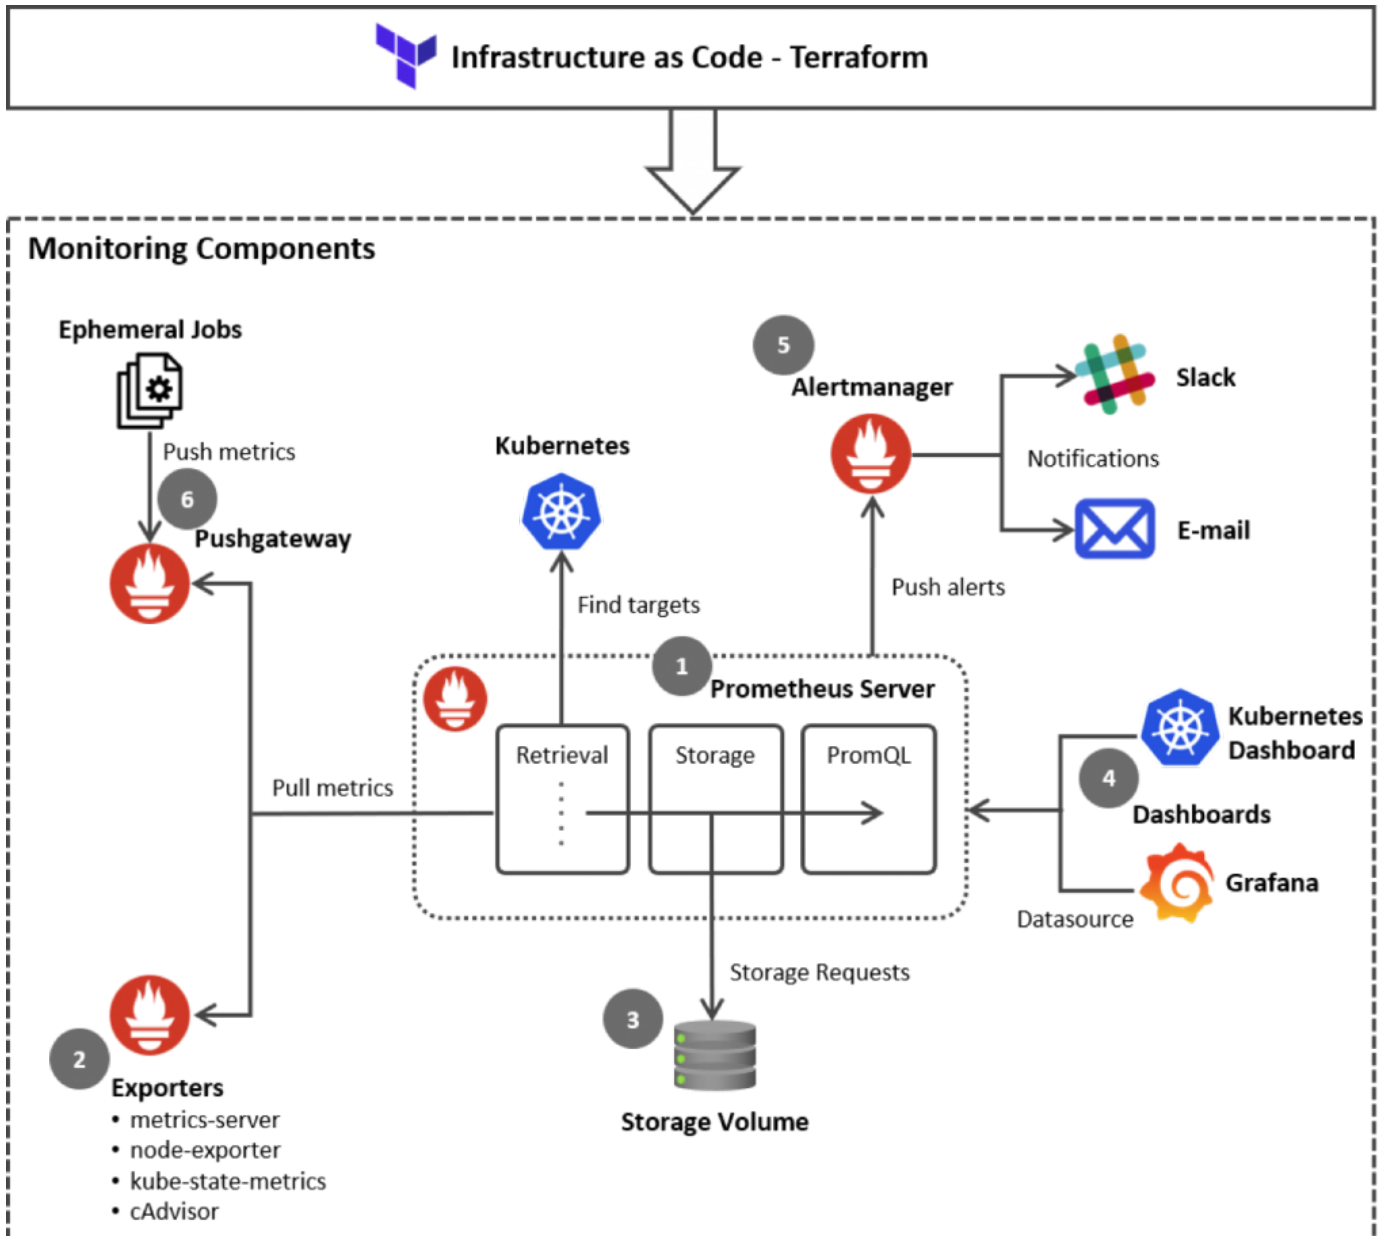 Infrastructure as Code - Terraform
Monitoring Components
Ephemeral Jobs
Push metrics
6
Pushgateway
Kubernetes
Find targets
5
Alertmanager
Slack
Notifications
E-mail
Push alerts
1
Prometheus Server
Retrieval
Storage
PromQL
Pull metrics
Kubernetes
Dashboard
4
Dashboards
Grafana
Datasource
Storage Requests
3
Storage Volume
2
Exporters
• metrics-server
• node-exporter
• kube-state-metrics
• cAdvisor